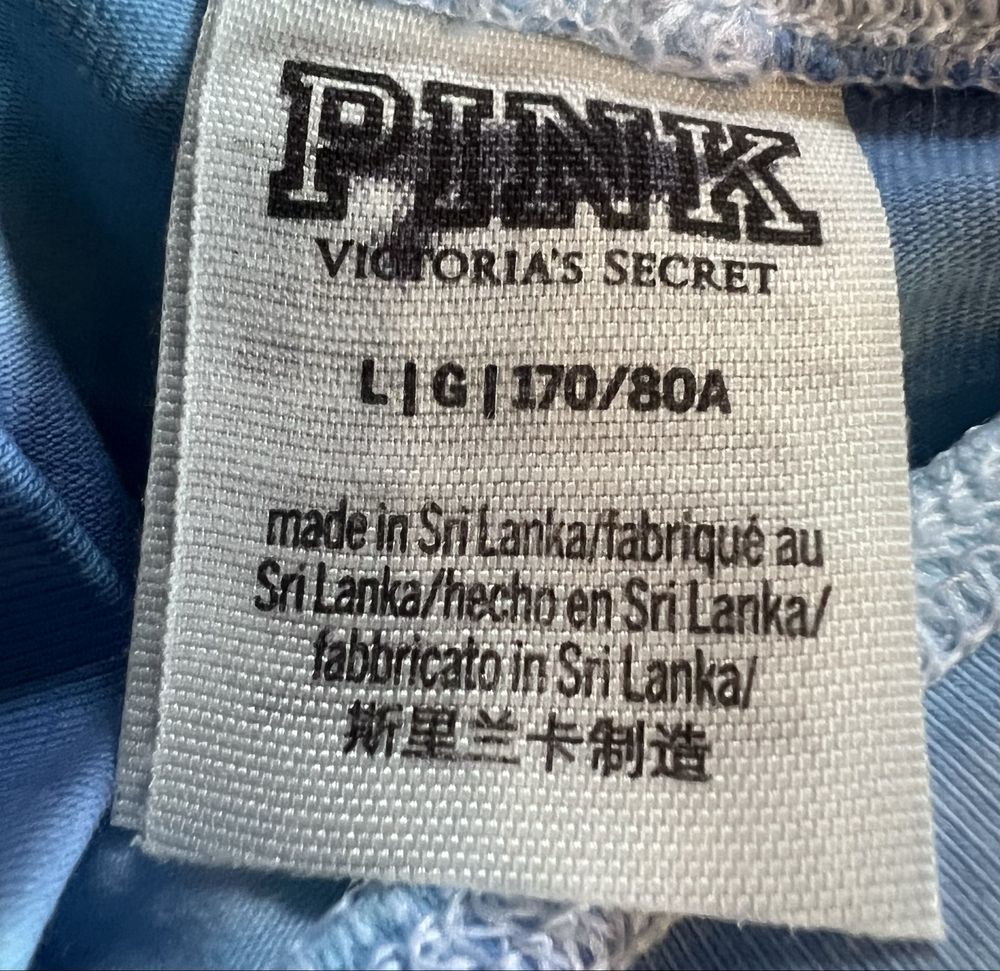 PINK
VICTORIA'S SECRET
L|G|170/80A
made in Sri Lanka/fabriqué au
Sri Lanka/hecho en Sri Lanka/
fabbricato in Sri Lanka/
斯里兰卡制造